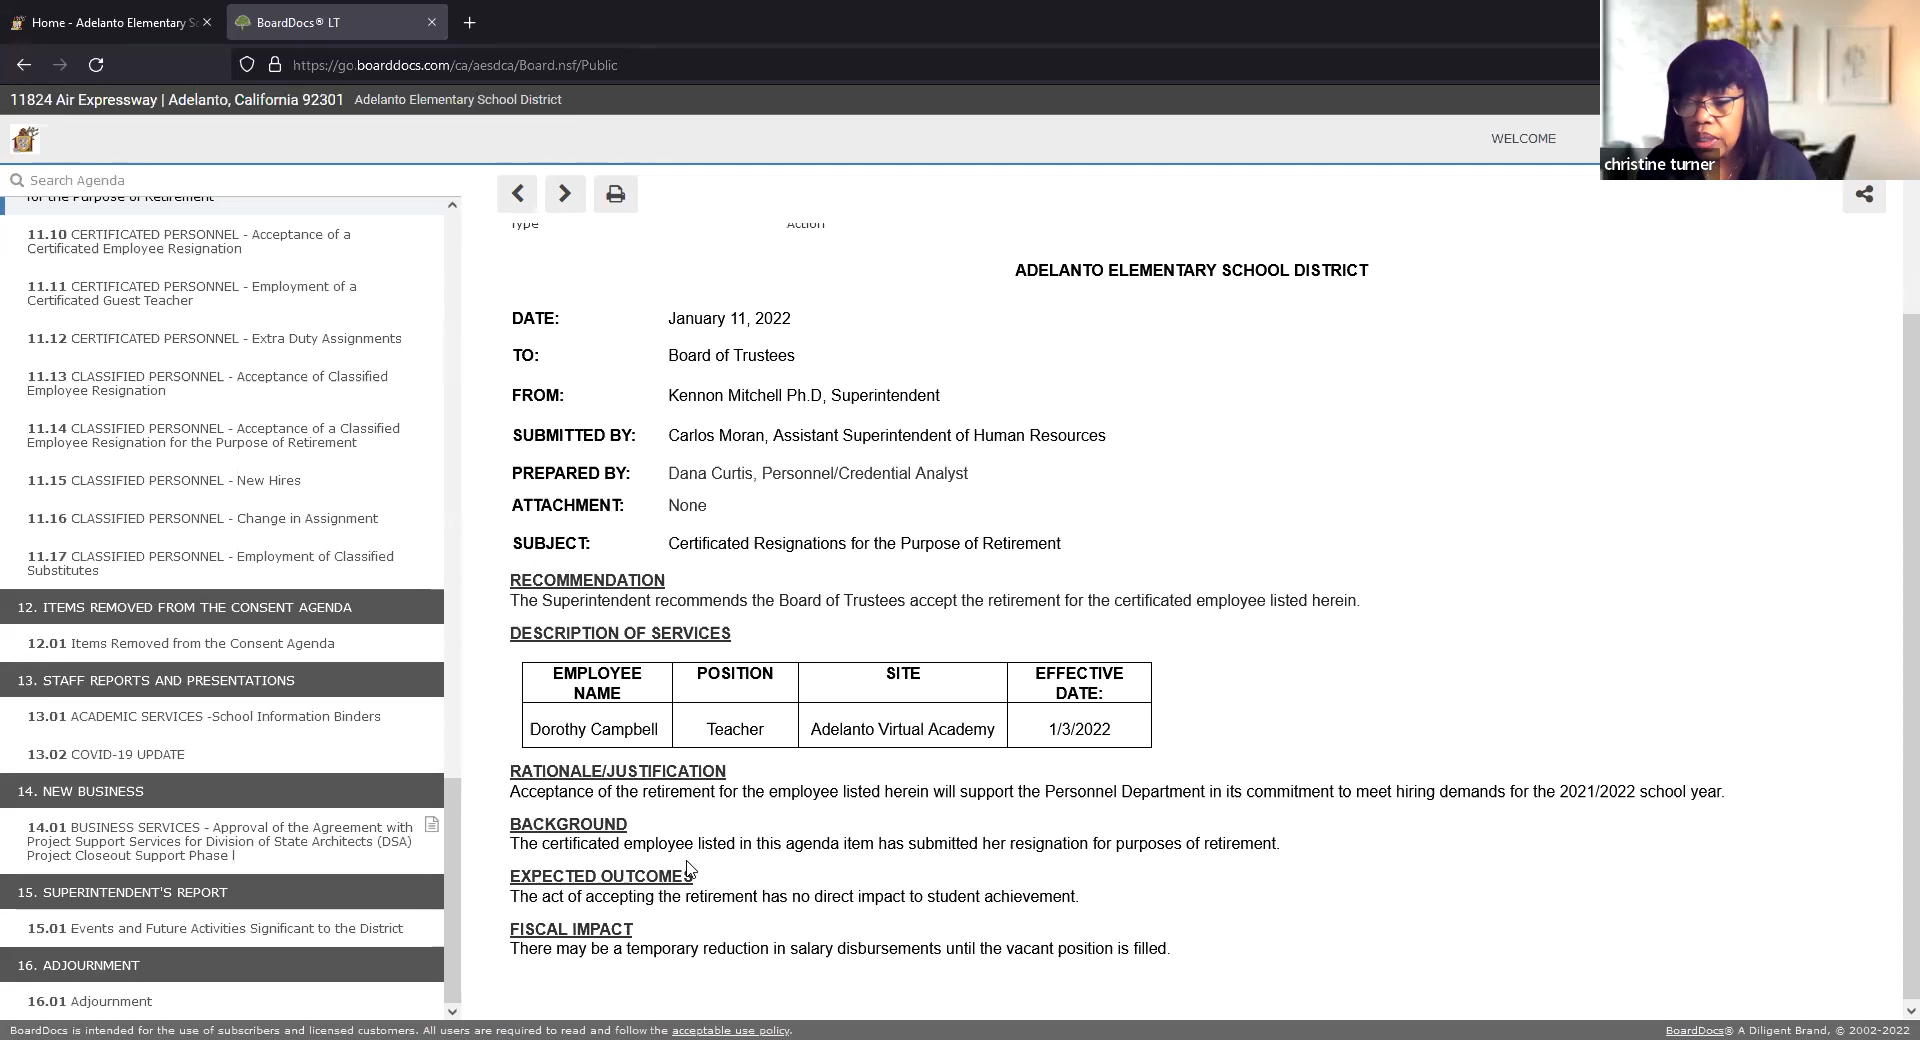 Home - Adelanto Elementary Sc
BoardDocs® LT
https://go.boarddocs.com/ca/aesdca/Board.nsf/Public
11824 Air Expressway | Adelanto, California 92301 Adelanto Elementary School District
WELCOME
christine turner
Search Agenda
for the Purpose of Retirement
11.10 CERTIFICATED PERSONNEL - Acceptance of a
Certificated Employee Resignation
11.11 CERTIFICATED PERSONNEL - Employment of a
Certificated Guest Teacher
11.12 CERTIFICATED PERSONNEL - Extra Duty Assignments
11.13 CLASSIFIED PERSONNEL - Acceptance of Classified
Employee Resignation
11.14 CLASSIFIED PERSONNEL - Acceptance of a Classified
Employee Resignation for the Purpose of Retirement
11.15 CLASSIFIED PERSONNEL - New Hires
11.16 CLASSIFIED PERSONNEL - Change in Assignment
11.17 CLASSIFIED PERSONNEL - Employment of Classified
Substitutes
12. ITEMS REMOVED FROM THE CONSENT AGENDA
12.01 Items Removed from the Consent Agenda
13. STAFF REPORTS AND PRESENTATIONS
13.01 ACADEMIC SERVICES -School Information Binders
13.02 COVID-19 UPDATE
14. NEW BUSINESS
14.01 BUSINESS SERVICES - Approval of the Agreement with
Project Support Services for Division of State Architects (DSA)
Project Closeout Support Phase I
15. SUPERINTENDENT'S REPORT
15.01 Events and Future Activities Significant to the District
16. ADJOURNMENT
16.01 Adjournment
Type Action
ADELANTO ELEMENTARY SCHOOL DISTRICT
DATE: January 11, 2022
TO: Board of Trustees
FROM: Kennon Mitchell Ph.D, Superintendent
SUBMITTED BY: Carlos Moran, Assistant Superintendent of Human Resources
PREPARED BY: Dana Curtis, Personnel/Credential Analyst
ATTACHMENT: None
SUBJECT: Certificated Resignations for the Purpose of Retirement
RECOMMENDATION
The Superintendent recommends the Board of Trustees accept the retirement for the certificated employee listed herein.
DESCRIPTION OF SERVICES
EMPLOYEE NAME POSITION SITE EFFECTIVE DATE:
Dorothy Campbell Teacher Adelanto Virtual Academy 1/3/2022
RATIONALE/JUSTIFICATION
Acceptance of the retirement for the employee listed herein will support the Personnel Department in its commitment to meet hiring demands for the 2021/2022 school year.
BACKGROUND
The certificated employee listed in this agenda item has submitted her resignation for purposes of retirement.
EXPECTED OUTCOMES
The act of accepting the retirement has no direct impact to student achievement.
FISCAL IMPACT
There may be a temporary reduction in salary disbursements until the vacant position is filled.
BoardDocs is intended for the use of subscribers and licensed customers. All users are required to read and follow the acceptable use policy.
BoardDocs® A Diligent Brand, © 2002-2022